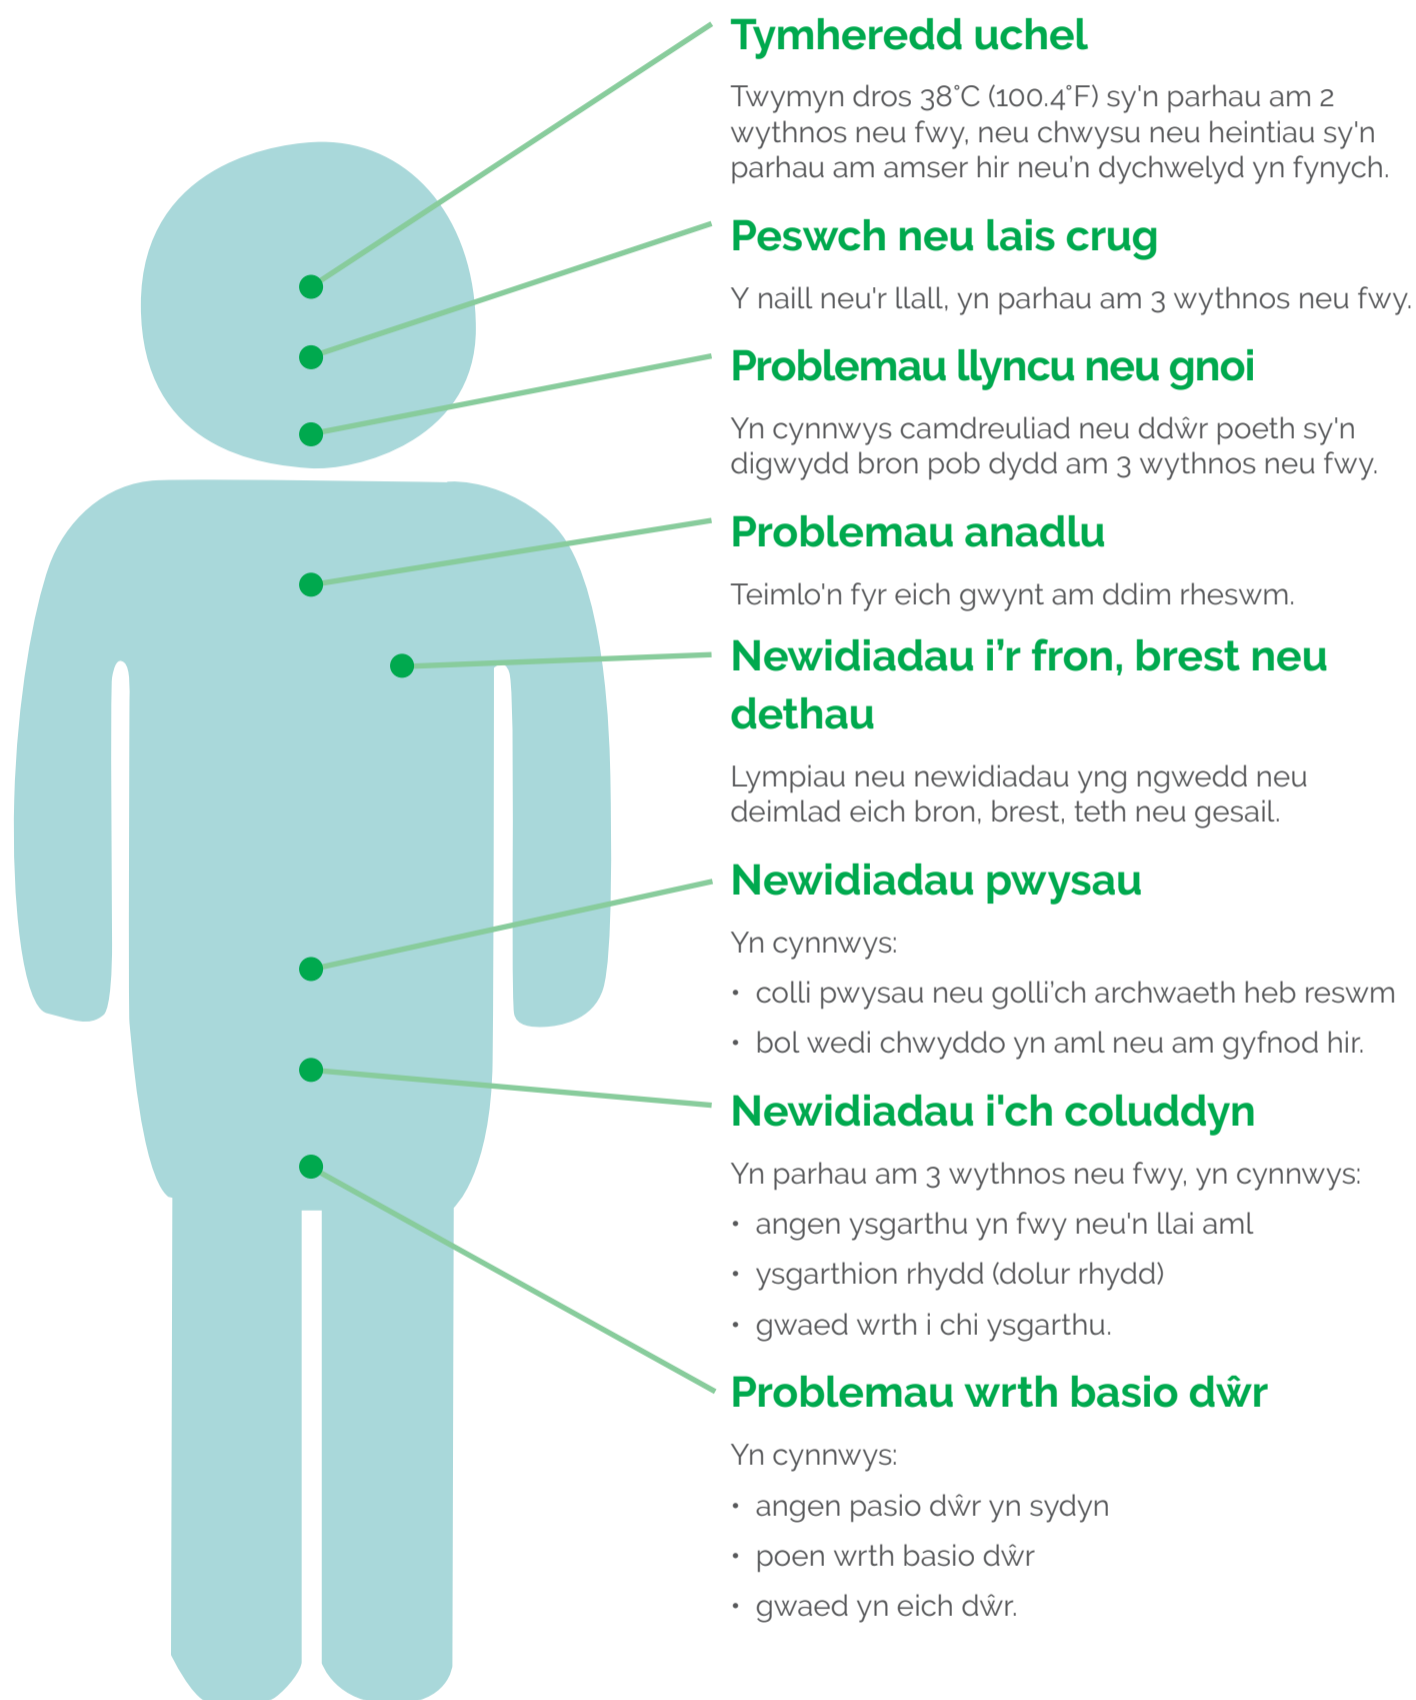 Tymheredd uchel
Twymyn dros 38°C (100.4°F) sy'n parhau am 2
wythnos neu fwy, neu chwysu neu heintiau sy'n
parhau am amser hir neu’n dychwelyd yn fynych.
Peswch neu lais crug
Y naill neu'r llall, yn parhau am 3 wythnos neu fwy.
Problemau llyncu neu gnoi
Yn cynnwys camdreuliad neu ddŵr poeth sy'n
digwydd bron pob dydd am 3 wythnos neu fwy.
Problemau anadlu
Teimlo'n fyr eich gwynt am ddim rheswm.
Newidiadau i’r fron, brest neu
dethau
Lympiau neu newidiadau yng ngwedd neu
deimlad eich bron, brest, teth neu gesail.
Newidiadau pwysau
Yn cynnwys:
• colli pwysau neu golli’ch archwaeth heb reswm
• bol wedi chwyddo yn aml neu am gyfnod hir.
Newidiadau i'ch coluddyn
Yn parhau am 3 wythnos neu fwy, yn cynnwys:
• angen ysgarthu yn fwy neu'n llai aml
• ysgarthion rhydd (dolur rhydd)
• gwaed wrth i chi ysgarthu.
Problemau wrth basio dŵr
Yn cynnwys:
• angen pasio dŵr yn sydyn
• poen wrth basio dŵr
• gwaed yn eich dŵr.